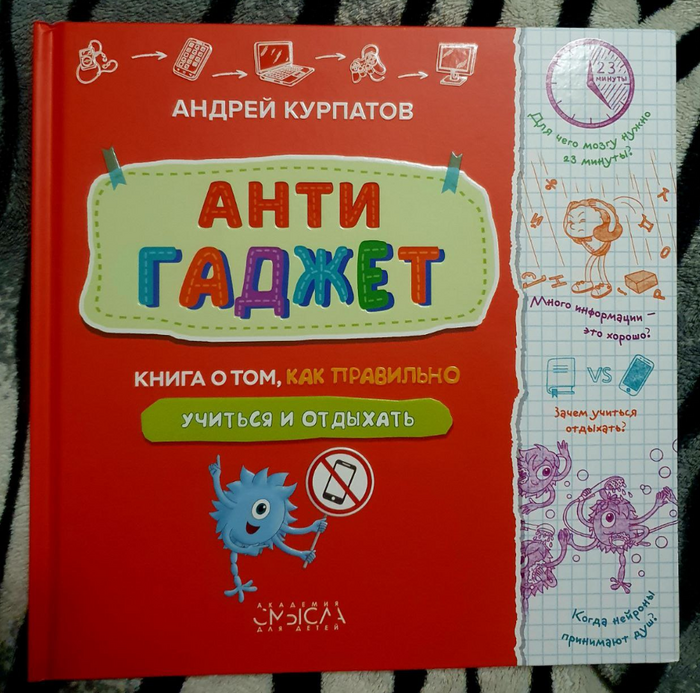 АНДРЕЙ КУРПАТОВ
АНТИ
ГАДЖЕТ
КНИГА О ТОМ, КАК ПРАВИЛЬНО
УЧИТЬСЯ И ОТДЫХАТЬ
АКАДЕМИЯ
СМЫСЛА
ДЛЯ ДЕТЕЙ
23
МИНУТЫ
Для чего мозгу нужно
23 минуты?
Много информации –
это хорошо?
VS
Зачем учиться
отдыхать?
Когда нейроны
принимают душ?